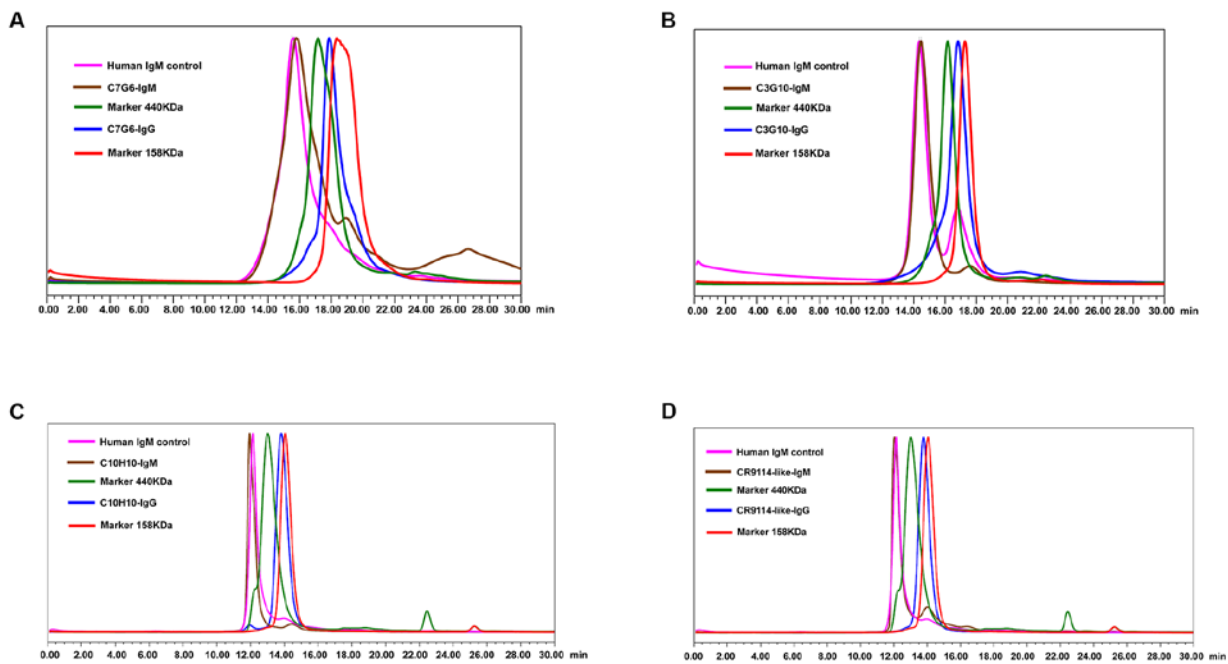 A
Human IgM control
C7G6-IgM
Marker 440KDa
C7G6-IgG
Marker 158KDa
0.00 2.00 4.00 6.00 8.00 10.00 12.00 14.00 16.00 18.00 20.00 22.00 24.00 26.00 28.00 30.00 min
B
Human IgM control
C3G10-IgM
Marker 440KDa
C3G10-IgG
Marker 158KDa
0.00 2.00 4.00 6.00 8.00 10.00 12.00 14.00 16.00 18.00 20.00 22.00 24.00 26.00 28.00 30.00 min
C
Human IgM control
C10H10-IgM
Marker 440KDa
C10H10-IgG
Marker 158KDa
0.00 2.00 4.00 6.00 8.00 10.00 12.00 14.00 16.00 18.00 20.00 22.00 24.00 26.00 28.00 30.00 min
D
Human IgM control
CR9114-like-IgM
Marker 440KDa
CR9114-like-IgG
Marker 158KDa
0.00 2.00 4.00 6.00 8.00 10.00 12.00 14.00 16.00 18.00 20.00 22.00 24.00 26.00 28.00 30.00 min